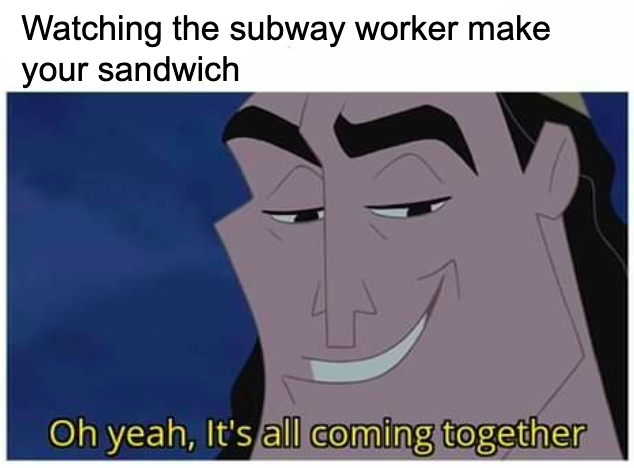 Watching the subway worker make
your sandwich
Oh yeah, It's all coming together